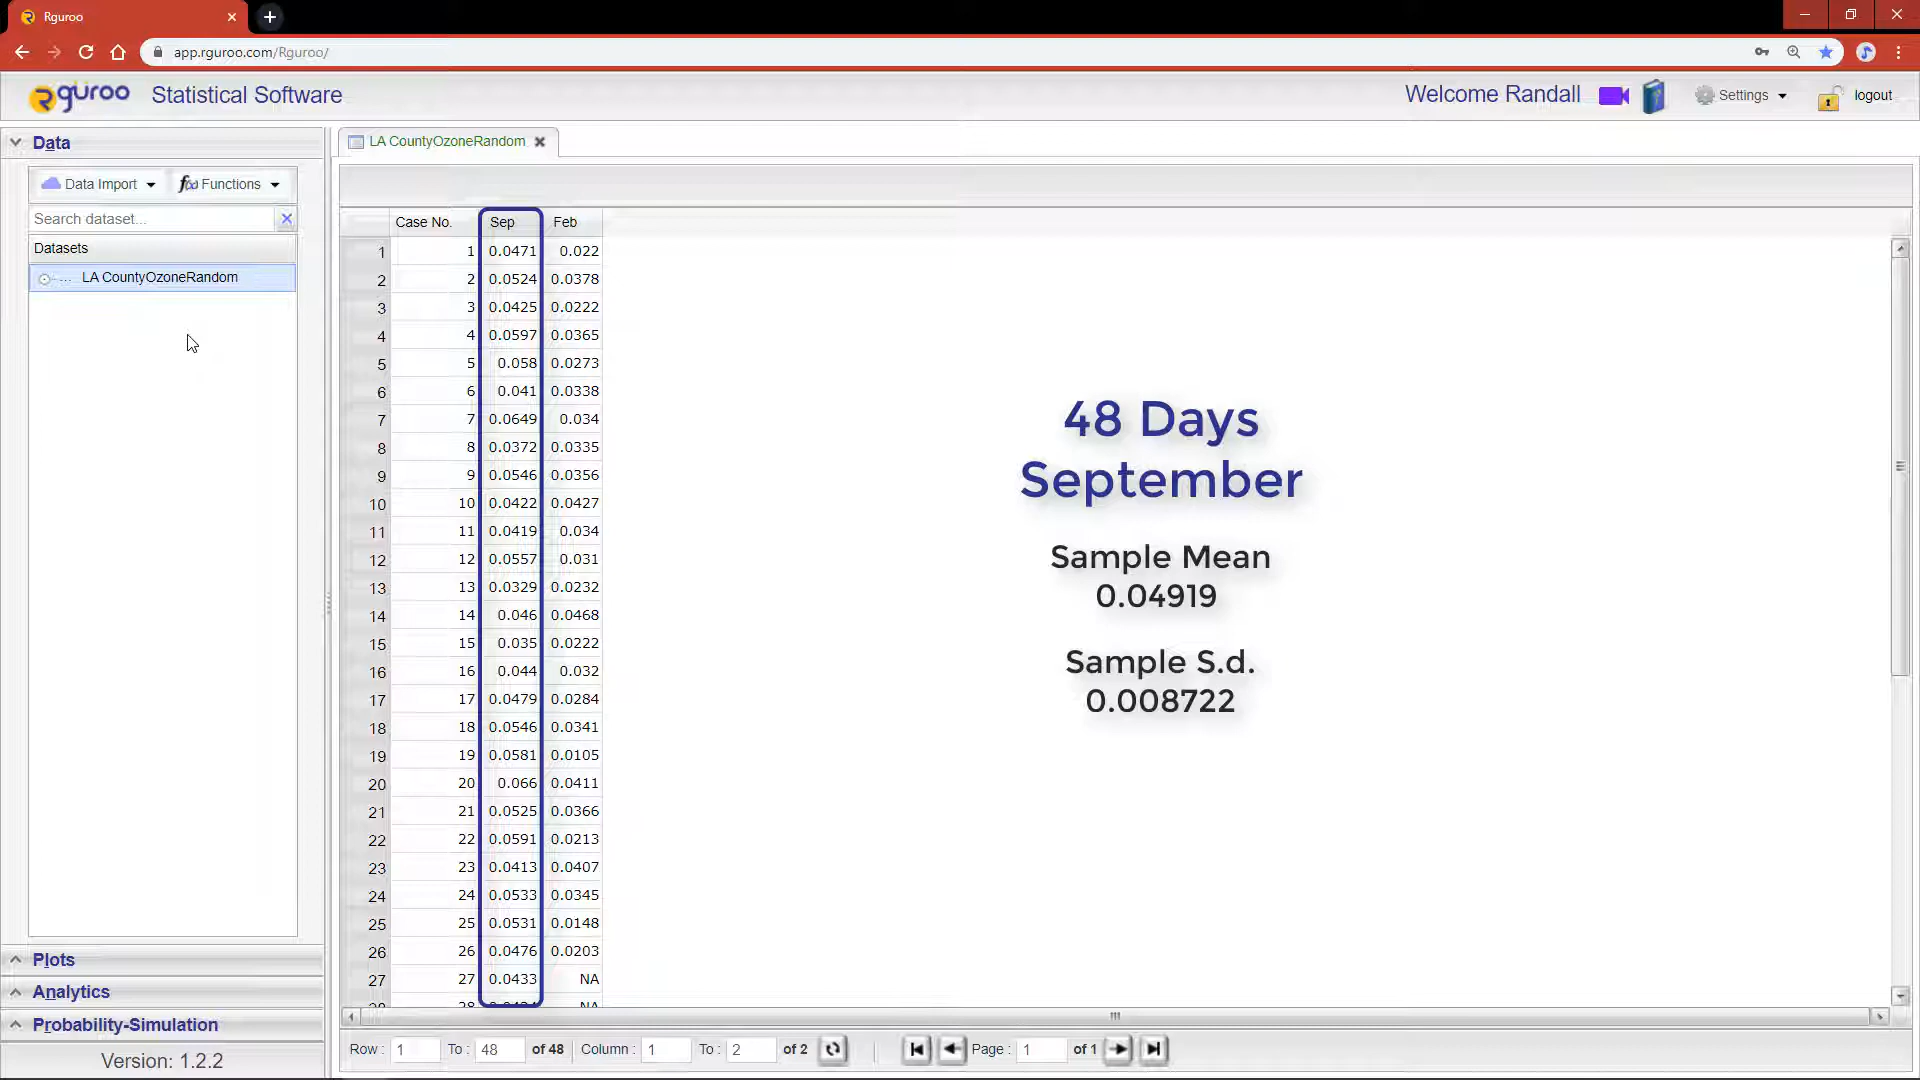 Rguroo
app.rguroo.com/Rguroo/
rguroo Statistical Software
Welcome Randall
Settings
logout
Data
LA CountyOzoneRandom
Data Import
Functions
Search dataset...
Datasets
... LA CountyOzoneRandom
Case No. Sep Feb
1 1 0.0471 0.022
2 2 0.0524 0.0378
3 3 0.0425 0.0222
4 4 0.0597 0.0365
5 5 0.058 0.0273
6 6 0.041 0.0338
7 7 0.0649 0.034
8 8 0.0372 0.0335
9 9 0.0546 0.0356
10 10 0.0422 0.0427
11 11 0.0419 0.034
12 12 0.0557 0.031
13 13 0.0329 0.0232
14 14 0.046 0.0468
15 15 0.035 0.0222
16 16 0.044 0.032
17 17 0.0479 0.0284
18 18 0.0546 0.0341
19 19 0.0581 0.0105
20 20 0.066 0.0411
21 21 0.0525 0.0366
22 22 0.0591 0.0213
23 23 0.0413 0.0407
24 24 0.0533 0.0345
25 25 0.0531 0.0148
26 26 0.0476 0.0203
27 27 0.0433 NA
28 28 NA
48 Days
September
Sample Mean
0.04919
Sample S.d.
0.008722
Plots
Analytics
Probability-Simulation
Version: 1.2.2
Row : 1 To : 48 of 48 Column : 1 To : 2 of 2 Page : 1 of 1